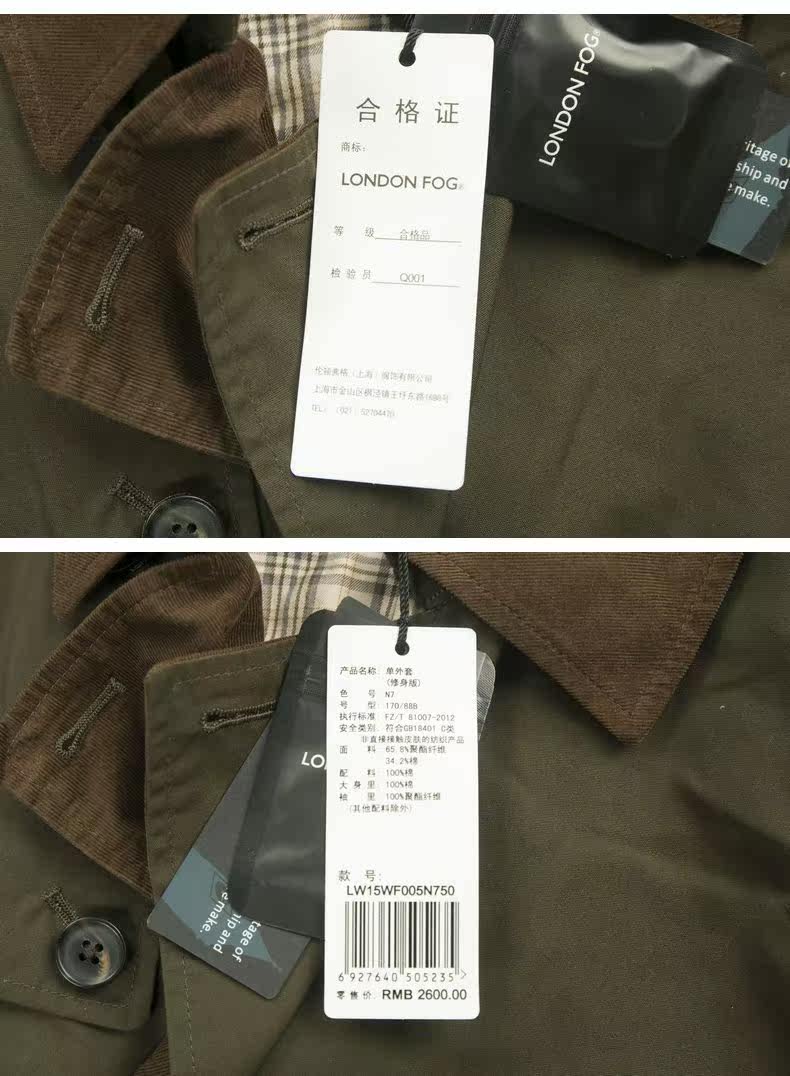 合格证
商标:
LONDON FOG®
等 级 合格品
检验员 Q001
伦敦弗格（上海）服饰有限公司
上海市金山区枫泾镇王圩东路1688号
TEL: (021) 52704420
LONDON FOG®
itage of
ship and
e make.
产品名称: 单外套
(修身版)
色 号 N7
号 型: 170/88B
执行标准: FZ/T 81007-2012
安全类别: 符合GB18401 C类
非直接接触皮肤的纺织产品
面 料: 65.8%聚酯纤维
34.2%棉
配 料: 100%棉
大 身 里: 100%棉
袖 里: 100%聚酯纤维
(其他配料除外)
款 号:
LW15WF005N750
6 927640 505235 >
零售价: RMB 2600.00
LO
tage of
hip and
e make.